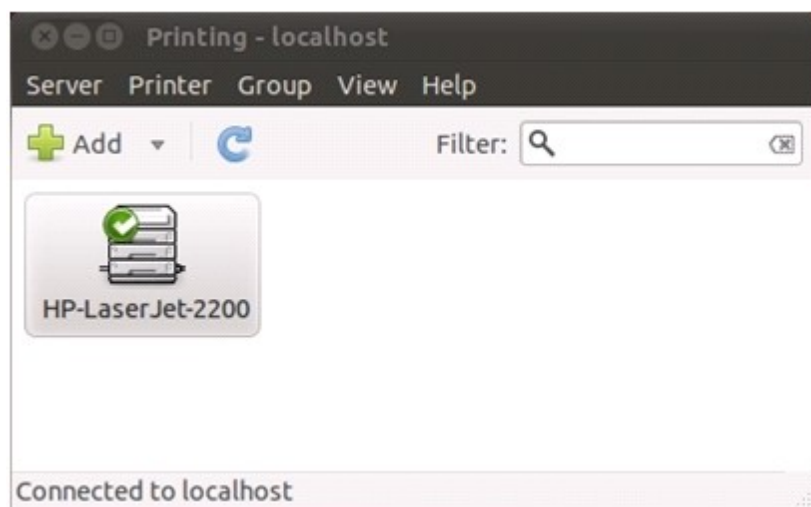 Printing - localhost
Server Printer Group View Help
Add Filter:
HP-LaserJet-2200
Connected to localhost